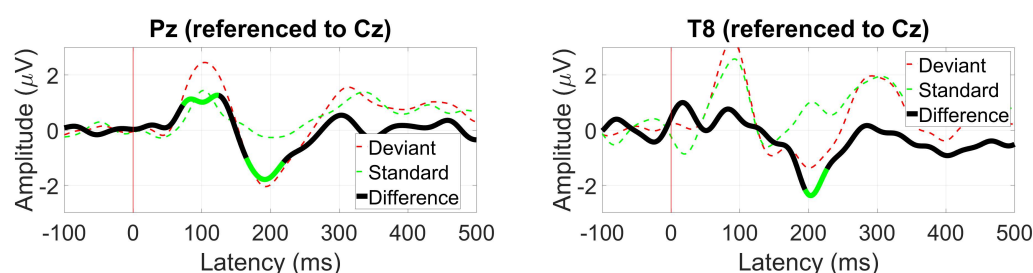 Pz (referenced to Cz)
Amplitude (μV)
2
0
-2
Deviant
Standard
Difference
-100 0 100 200 300 400 500
Latency (ms)
T8 (referenced to Cz)
Amplitude (μV)
2
0
-2
Deviant
Standard
Difference
-100 0 100 200 300 400 500
Latency (ms)